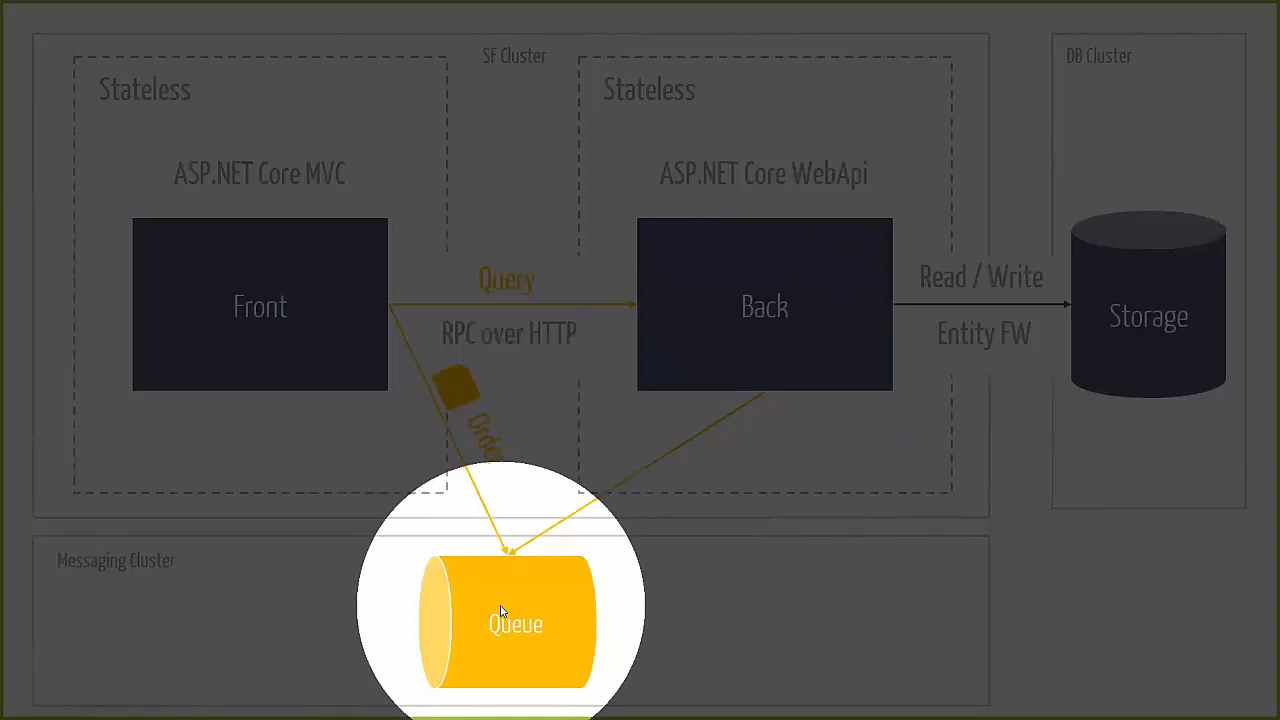 SF Cluster
DB Cluster
Stateless
Stateless
ASP.NET Core MVC
ASP.NET Core WebApi
Front
Query
RPC over HTTP
Back
Read / Write
Entity FW
Storage
Messaging Cluster
Queue